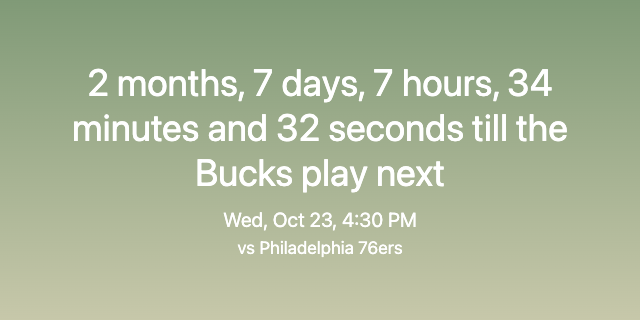 2 months, 7 days, 7 hours, 34
minutes and 32 seconds till the
Bucks play next
Wed, Oct 23, 4:30 PM
vs Philadelphia 76ers